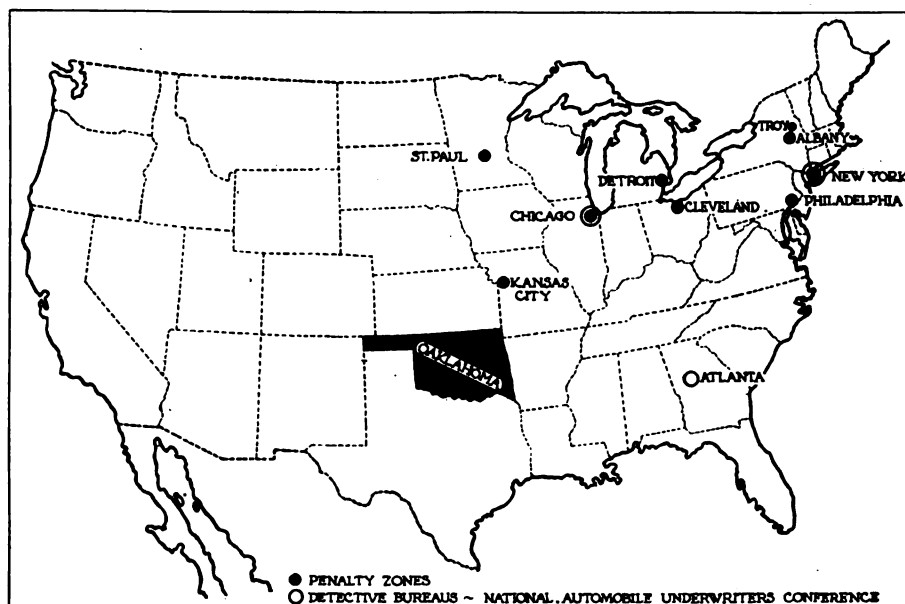 TROY
ALBANY
ST. PAUL
DETROIT
NEW YORK
CHICAGO
CLEVELAND
PHILADELPHIA
KANSAS
CITY
OAKLAHOMA
ATLANTA
PENALTY ZONES
DETECTIVE BUREAUS ~ NATIONAL, AUTOMOBILE UNDERWRITERS CONFERENCE